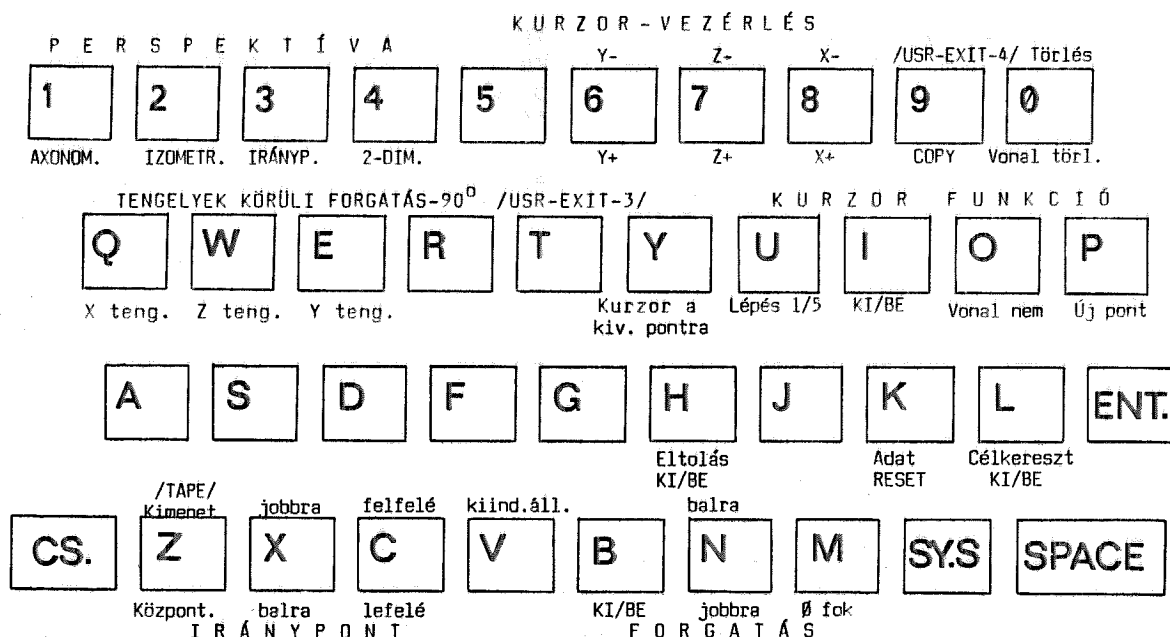 KURZOR-VEZÉRLÉS
PERSPEKTÍVA
Y- Z- X- /USR-EXIT-4/ Törlés
1 2 3 4 5 6 7 8 9 0
AXONOM. IZOMETR. IRÁNYP. 2-DIM. Y+ Z+ X+ COPY Vonal törl.
TENGELYEK KÖRÜLI FORGATÁS-90° /USR-EXIT-3/ KURZOR FUNKCIÓ
Q W E R T Y U I O P
X teng. Z teng. Y teng. Kurzor a Lépés 1/5 KI/BE Vonal nem Új pont
kiv. pontra
A S D F G H J K L ENT.
Eltolás Adat Célkereszt
KI/BE RESET KI/BE
/TAPE/
Kimenet jobbra felfelé kiind.áll. balra
CS. Z X C V B N M SY.S SPACE
Központ. balra lefelé KI/BE jobbra Ø fok
IRÁNYPONT FORGATÁS